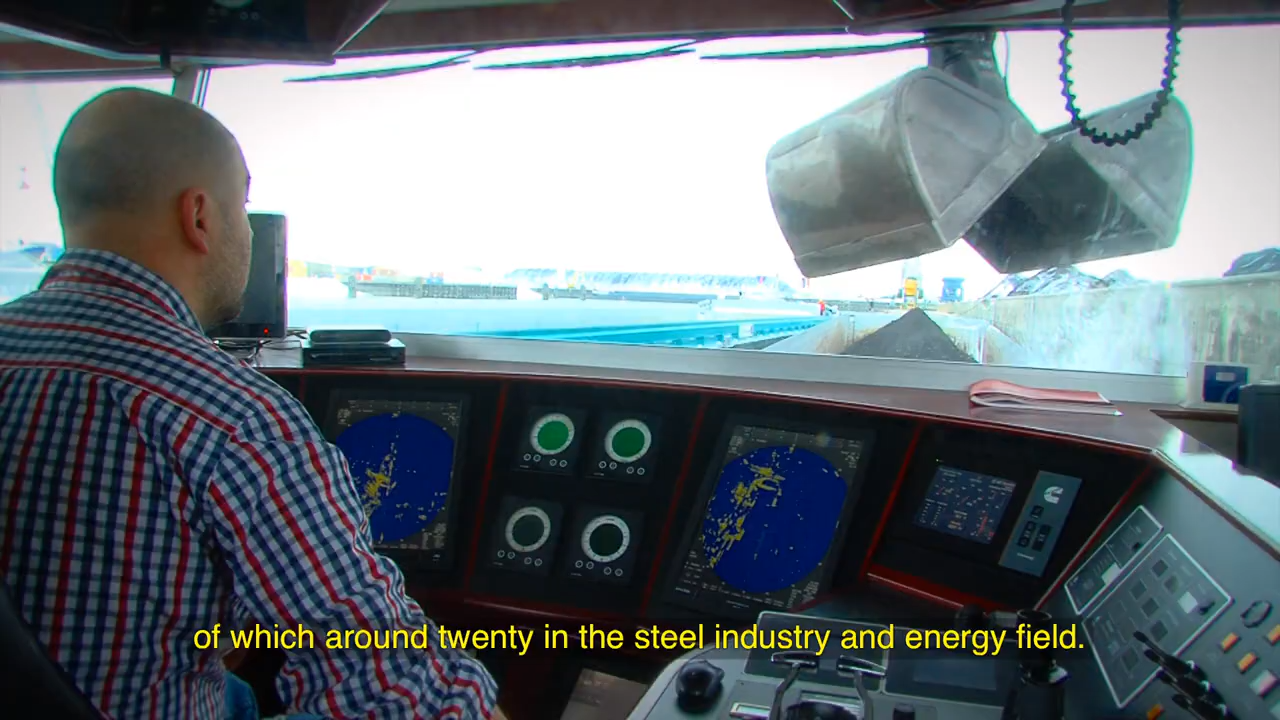 of which around twenty in the steel industry and energy field.